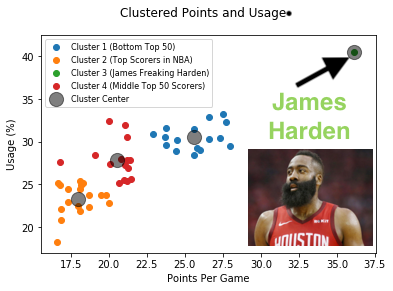 Clustered Points and Usage
Cluster 1 (Bottom Top 50)
Cluster 2 (Top Scorers in NBA)
Cluster 3 (James Freaking Harden)
Cluster 4 (Middle Top 50 Scorers)
Cluster Center
James
Harden
HOUSTON
Usage (%)
40
35
30
25
20
17.5 20.0 22.5 25.0 27.5 30.0 32.5 35.0 37.5
Points Per Game